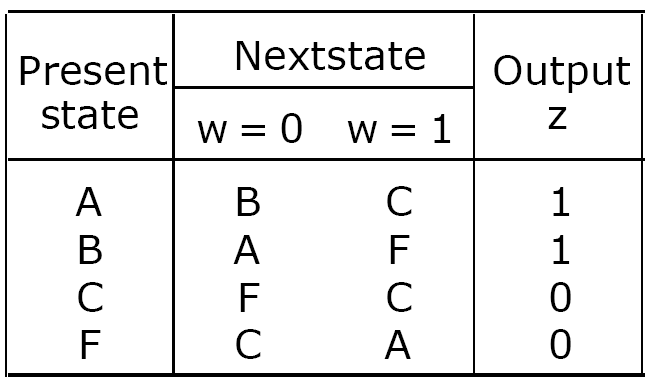 Present state Nextstate Output z
w = 0 w = 1
A B C 1
B A F 1
C F C 0
F C A 0